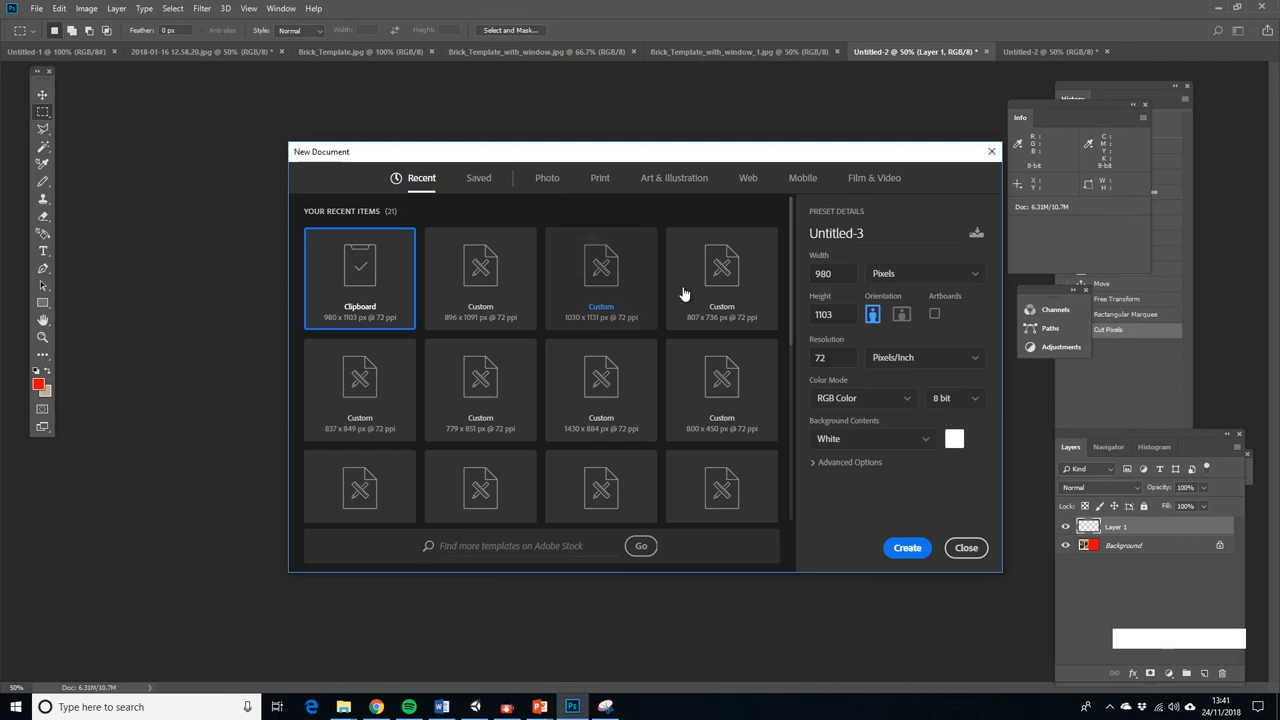 Ps File Edit Image Layer Type Select Filter 3D View Window Help
Feather: 0 px Anti-alias Style: Normal Width: Height: Select and Mask...
Untitled-1 @ 100% (RGB/8#) × 2018-01-16 12.58.20.jpg @ 50% (RGB/8) * × Brick_Template.jpg @ 100% (RGB/8) × Brick_Template_with_window.jpg @ 66.7% (RGB/8) × Brick_Template_with_window_1.jpg @ 50% (RGB/8) × Untitled-2 @ 50% (Layer 1, RGB/8) * × Untitled-2 @ 50% (RGB/8) * ×
History
Info
R : C :
G : M :
B : Y :
K :
8-bit 8-bit
X : W :
Y : H :
Doc: 6.31M/10.7M
Move
Free Transform
Rectangular Marquee
Cut Pixels
Channels
Paths
Adjustments
New Document
Recent Saved Photo Print Art & Illustration Web Mobile Film & Video
YOUR RECENT ITEMS (21)
Clipboard Custom Custom Custom
980 x 1103 px @ 72 ppi 896 x 1091 px @ 72 ppi 1030 x 1131 px @ 72 ppi 807 x 736 px @ 72 ppi
Custom Custom Custom Custom
837 x 849 px @ 72 ppi 779 x 851 px @ 72 ppi 1430 x 884 px @ 72 ppi 800 x 450 px @ 72 ppi
Find more templates on Adobe Stock Go
PRESET DETAILS
Untitled-3
Width
980 Pixels
Height Orientation Artboards
1103
Resolution
72 Pixels/Inch
Color Mode
RGB Color 8 bit
Background Contents
White
Advanced Options
Create Close
Layers Navigator Histogram
Kind
Normal Opacity: 100%
Lock: Fill: 100%
Layer 1
Background
50% Doc: 6.31M/10.7M
Type here to search
13:41
24/11/2018